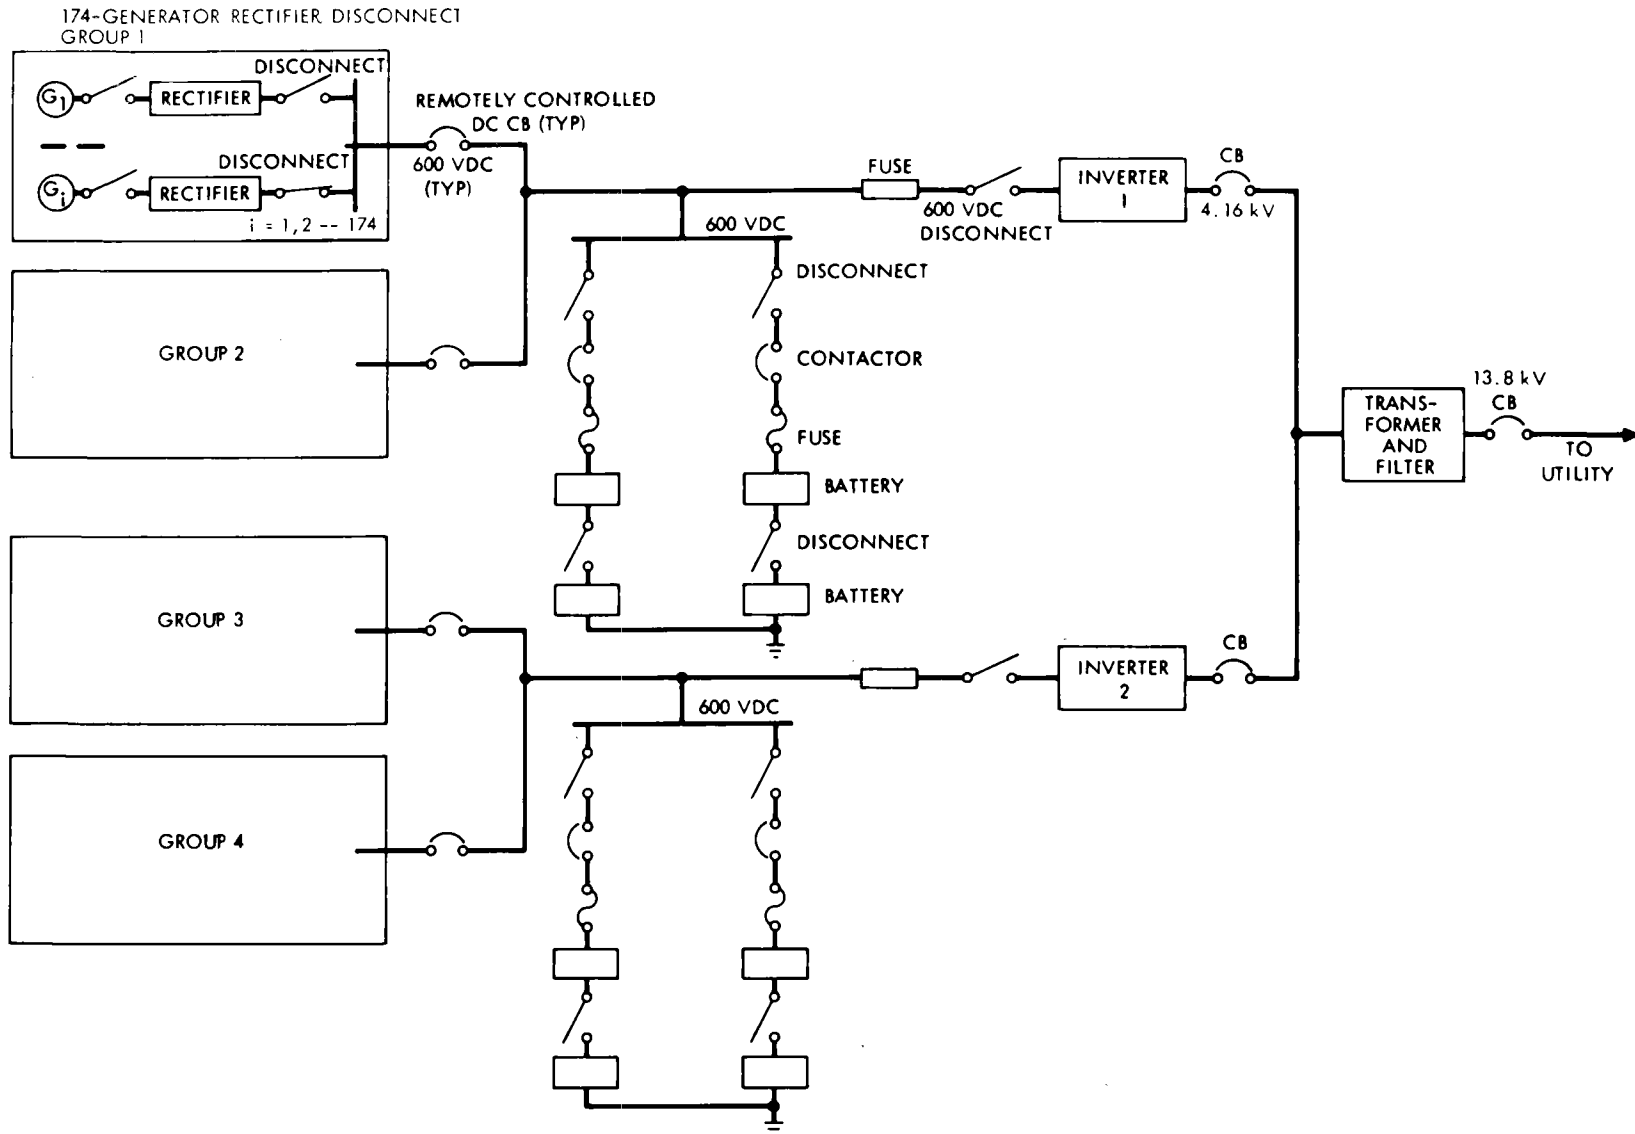 174-GENERATOR RECTIFIER DISCONNECT
GROUP 1
DISCONNECT
G1
RECTIFIER
DISCONNECT
Gi
RECTIFIER
i = 1,2 -- 174
REMOTELY CONTROLLED
DC CB (TYP)
600 VDC
(TYP)
FUSE
600 VDC
DISCONNECT
INVERTER
1
CB
4.16 kV
600 VDC
DISCONNECT
CONTACTOR
FUSE
BATTERY
DISCONNECT
BATTERY
GROUP 2
TRANS-
FORMER
AND
FILTER
13.8 kV
CB
TO
UTILITY
GROUP 3
INVERTER
2
CB
600 VDC
GROUP 4